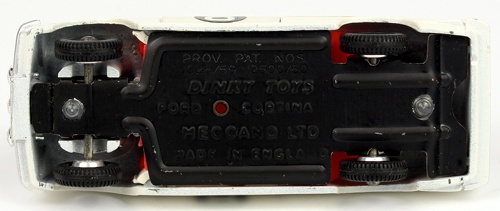 PROV. PAT. NOS.
DINKY TOYS
FORD CORTINA
MECCANO LTD
MADE IN ENGLAND